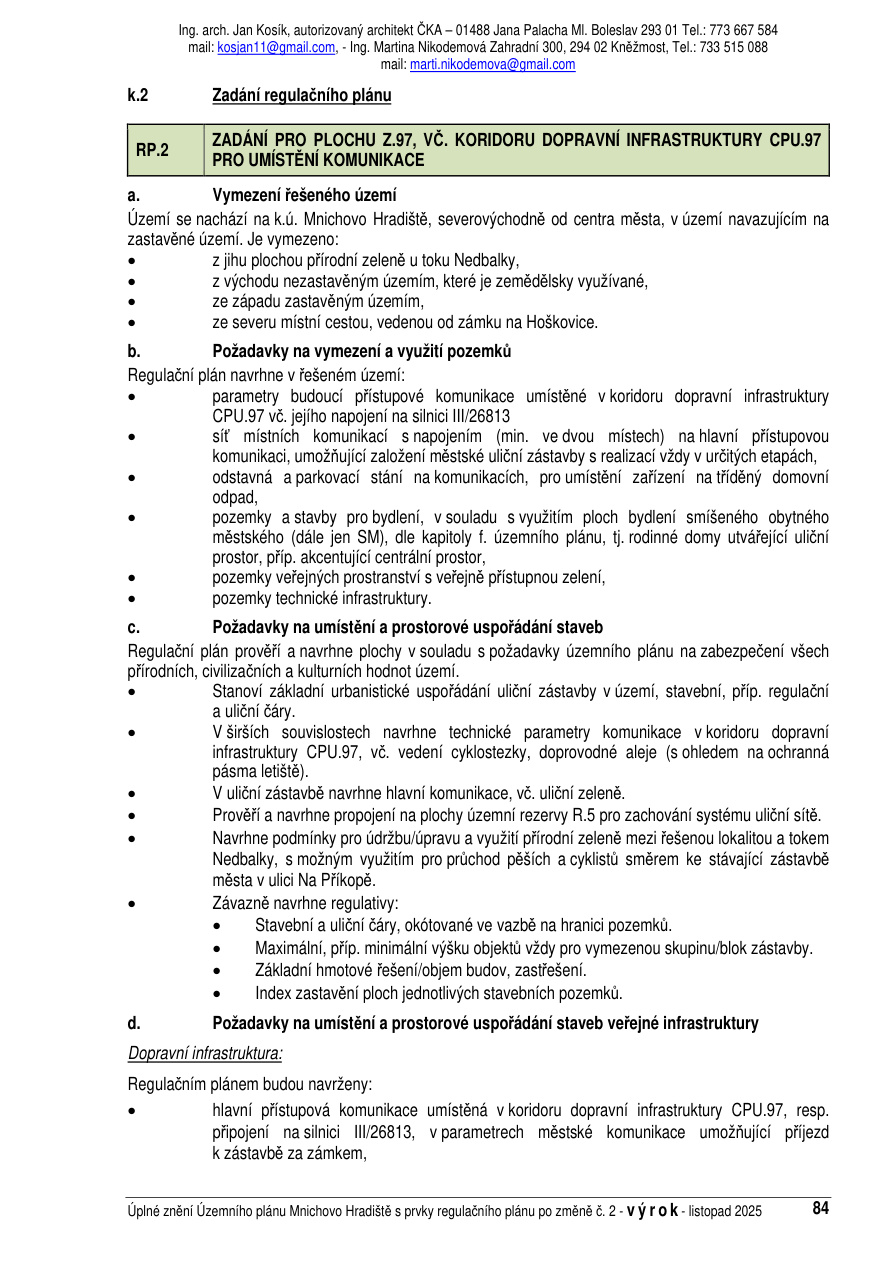 Ing. arch. Jan Kosík, autorizovaný architekt ČKA – 01488 Jana Palacha Ml. Boleslav 293 01 Tel.: 773 667 584
mail: kosjan11@gmail.com, - Ing. Martina Nikodemová Zahradní 300, 294 02 Kněžmost, Tel.: 733 515 088
mail: marti.nikodemova@gmail.com
k.2 Zadání regulačního plánu
RP.2 ZADÁNÍ PRO PLOCHU Z.97, VČ. KORIDORU DOPRAVNÍ INFRASTRUKTURY CPU.97
PRO UMÍSTĚNÍ KOMUNIKACE
a. Vymezení řešeného území
Území se nachází na k.ú. Mnichovo Hradiště, severovýchodně od centra města, v území navazujícím na
zastavěné území. Je vymezeno:
• z jihu plochou přírodní zeleně u toku Nedbalky,
• z východu nezastavěným územím, které je zemědělsky využívané,
• ze západu zastavěným územím,
• ze severu místní cestou, vedenou od zámku na Hoškovice.
b. Požadavky na vymezení a využití pozemků
Regulační plán navrhne v řešeném území:
• parametry budoucí přístupové komunikace umístěné v koridoru dopravní infrastruktury
CPU.97 vč. jejího napojení na silnici III/26813
• síť místních komunikací s napojením (min. ve dvou místech) na hlavní přístupovou
komunikaci, umožňující založení městské uliční zástavby s realizací vždy v určitých etapách,
• odstavná a parkovací stání na komunikacích, pro umístění zařízení na tříděný domovní
odpad,
• pozemky a stavby pro bydlení, v souladu s využitím ploch bydlení smíšeného obytného
městského (dále jen SM), dle kapitoly f. územního plánu, tj. rodinné domy utvářející uliční
prostor, příp. akcentující centrální prostor,
• pozemky veřejných prostranství s veřejně přístupnou zelení,
• pozemky technické infrastruktury.
c. Požadavky na umístění a prostorové uspořádání staveb
Regulační plán prověří a navrhne plochy v souladu s požadavky územního plánu na zabezpečení všech
přírodních, civilizačních a kulturních hodnot území.
• Stanoví základní urbanistické uspořádání uliční zástavby v území, stavební, příp. regulační
a uliční čáry.
• V širších souvislostech navrhne technické parametry komunikace v koridoru dopravní
infrastruktury CPU.97, vč. vedení cyklostezky, doprovodné aleje (s ohledem na ochranná
pásma letiště).
• V uliční zástavbě navrhne hlavní komunikace, vč. uliční zeleně.
• Prověří a navrhne propojení na plochy územní rezervy R.5 pro zachování systému uliční sítě.
• Navrhne podmínky pro údržbu/úpravu a využití přírodní zeleně mezi řešenou lokalitou a tokem
Nedbalky, s možným využitím pro průchod pěších a cyklistů směrem ke stávající zástavbě
města v ulici Na Příkopě.
• Závazně navrhne regulativy:
• Stavební a uliční čáry, okótované ve vazbě na hranici pozemků.
• Maximální, příp. minimální výšku objektů vždy pro vymezenou skupinu/blok zástavby.
• Základní hmotové řešení/objem budov, zastřešení.
• Index zastavění ploch jednotlivých stavebních pozemků.
d. Požadavky na umístění a prostorové uspořádání staveb veřejné infrastruktury
Dopravní infrastruktura:
Regulačním plánem budou navrženy:
• hlavní přístupová komunikace umístěná v koridoru dopravní infrastruktury CPU.97, resp.
připojení na silnici III/26813, v parametrech městské komunikace umožňující příjezd
k zástavbě za zámkem,
Úplné znění Územního plánu Mnichovo Hradiště s prvky regulačního plánu po změně č. 2 - v ý r o k - listopad 2025 84